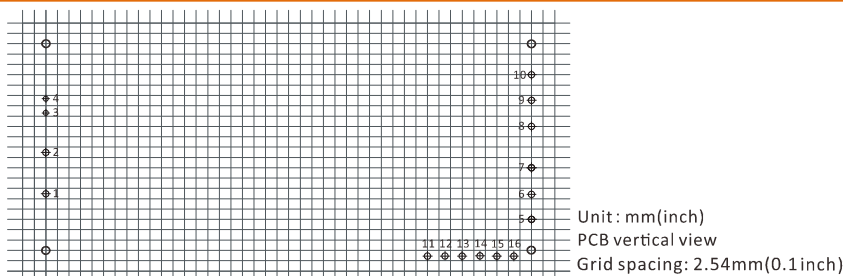 10
4
9
3
8
2
7
1
6
5
11 12 13 14 15 16
Unit : mm(inch)
PCB vertical view
Grid spacing: 2.54mm(0.1inch)